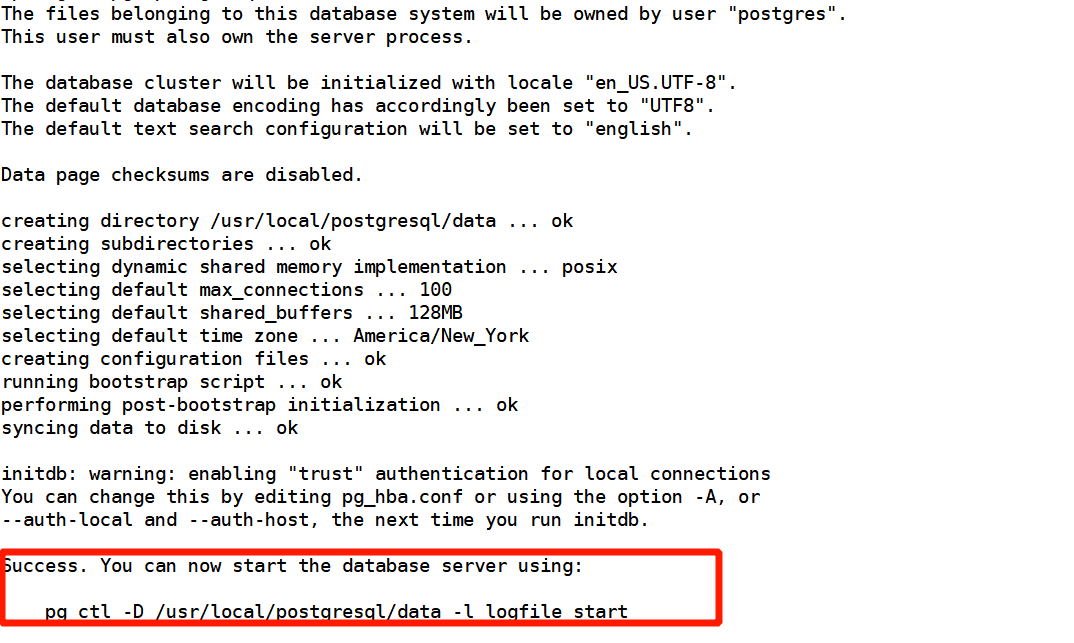 The files belonging to this database system will be owned by user "postgres".
This user must also own the server process.
The database cluster will be initialized with locale "en_US.UTF-8".
The default database encoding has accordingly been set to "UTF8".
The default text search configuration will be set to "english".
Data page checksums are disabled.
creating directory /usr/local/postgresql/data ... ok
creating subdirectories ... ok
selecting dynamic shared memory implementation ... posix
selecting default max_connections ... 100
selecting default shared_buffers ... 128MB
selecting default time zone ... America/New_York
creating configuration files ... ok
running bootstrap script ... ok
performing post-bootstrap initialization ... ok
syncing data to disk ... ok
initdb: warning: enabling "trust" authentication for local connections
You can change this by editing pg_hba.conf or using the option -A, or
--auth-local and --auth-host, the next time you run initdb.
Success. You can now start the database server using:
pg_ctl -D /usr/local/postgresql/data -l logfile start